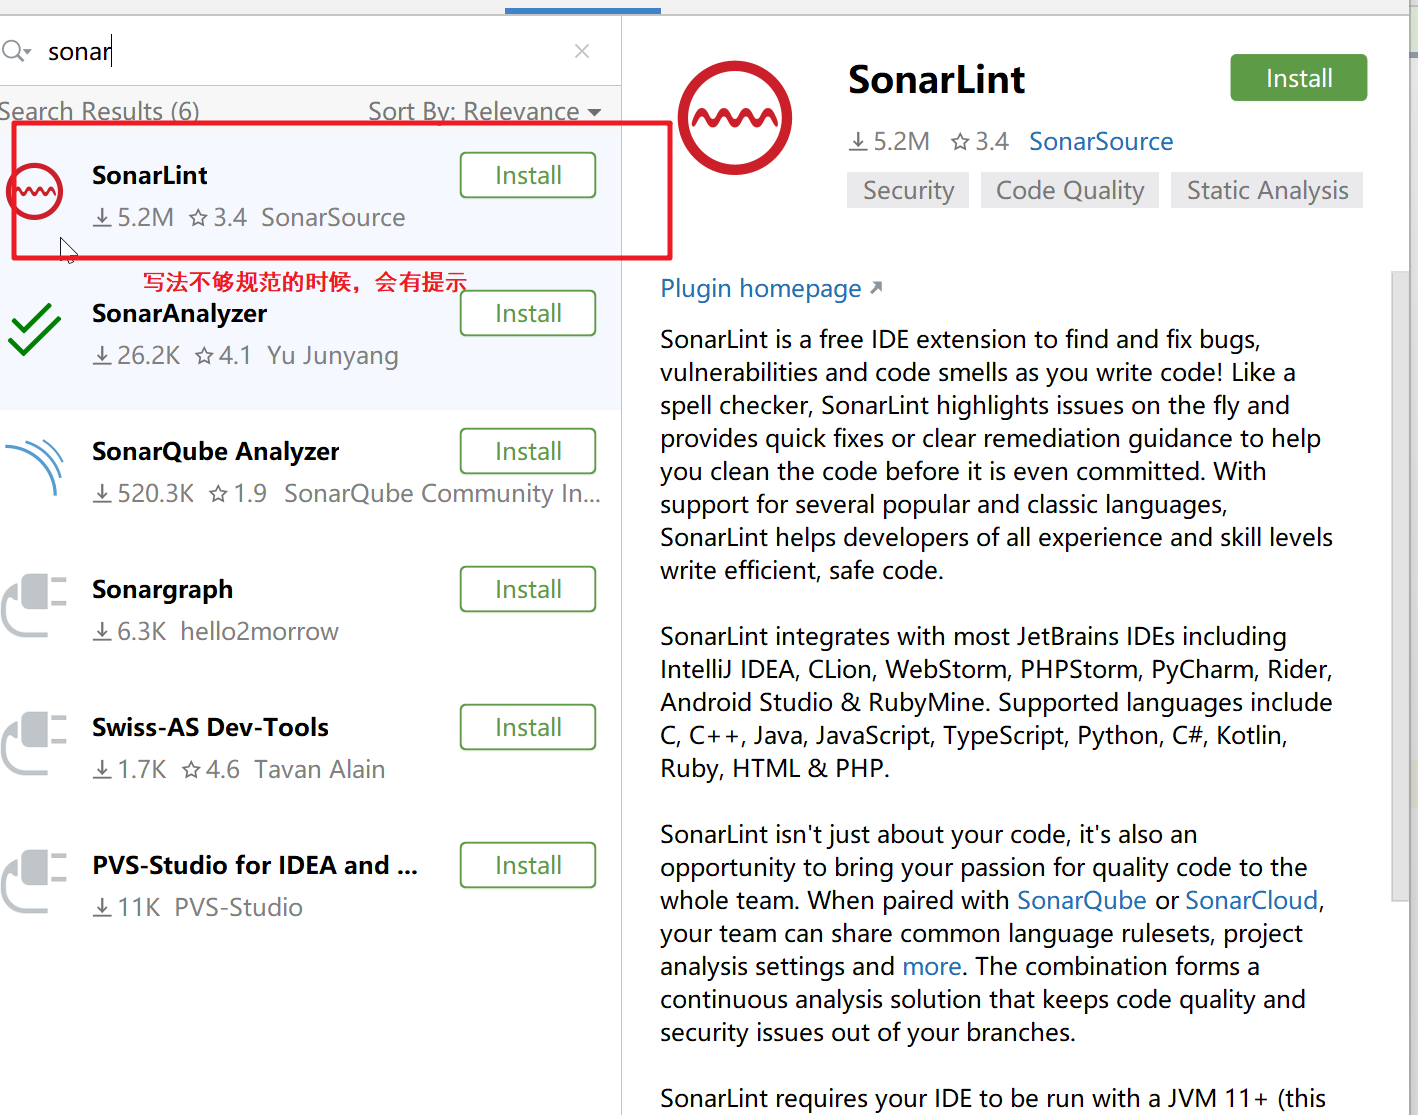 sonar
Search Results (6)
Sort By: Relevance
SonarLint
Install
5.2M 3.4 SonarSource
写法不够规范的时候，会有提示
SonarAnalyzer
Install
26.2K 4.1 Yu Junyang
SonarQube Analyzer
Install
520.3K 1.9 SonarQube Community In...
Sonargraph
Install
6.3K hello2morrow
Swiss-AS Dev-Tools
Install
1.7K 4.6 Tavan Alain
PVS-Studio for IDEA and ...
Install
11K PVS-Studio
SonarLint
Install
5.2M 3.4 SonarSource
Security Code Quality Static Analysis
Plugin homepage
SonarLint is a free IDE extension to find and fix bugs,
vulnerabilities and code smells as you write code! Like a
spell checker, SonarLint highlights issues on the fly and
provides quick fixes or clear remediation guidance to help
you clean the code before it is even committed. With
support for several popular and classic languages,
SonarLint helps developers of all experience and skill levels
write efficient, safe code.
SonarLint integrates with most JetBrains IDEs including
IntelliJ IDEA, CLion, WebStorm, PHPStorm, PyCharm, Rider,
Android Studio & RubyMine. Supported languages include
C, C++, Java, JavaScript, TypeScript, Python, C#, Kotlin,
Ruby, HTML & PHP.
SonarLint isn't just about your code, it's also an
opportunity to bring your passion for quality code to the
whole team. When paired with SonarQube or SonarCloud,
your team can share common language rulesets, project
analysis settings and more. The combination forms a
continuous analysis solution that keeps code quality and
security issues out of your branches.
SonarLint requires your IDE to be run with a JVM 11+ (this